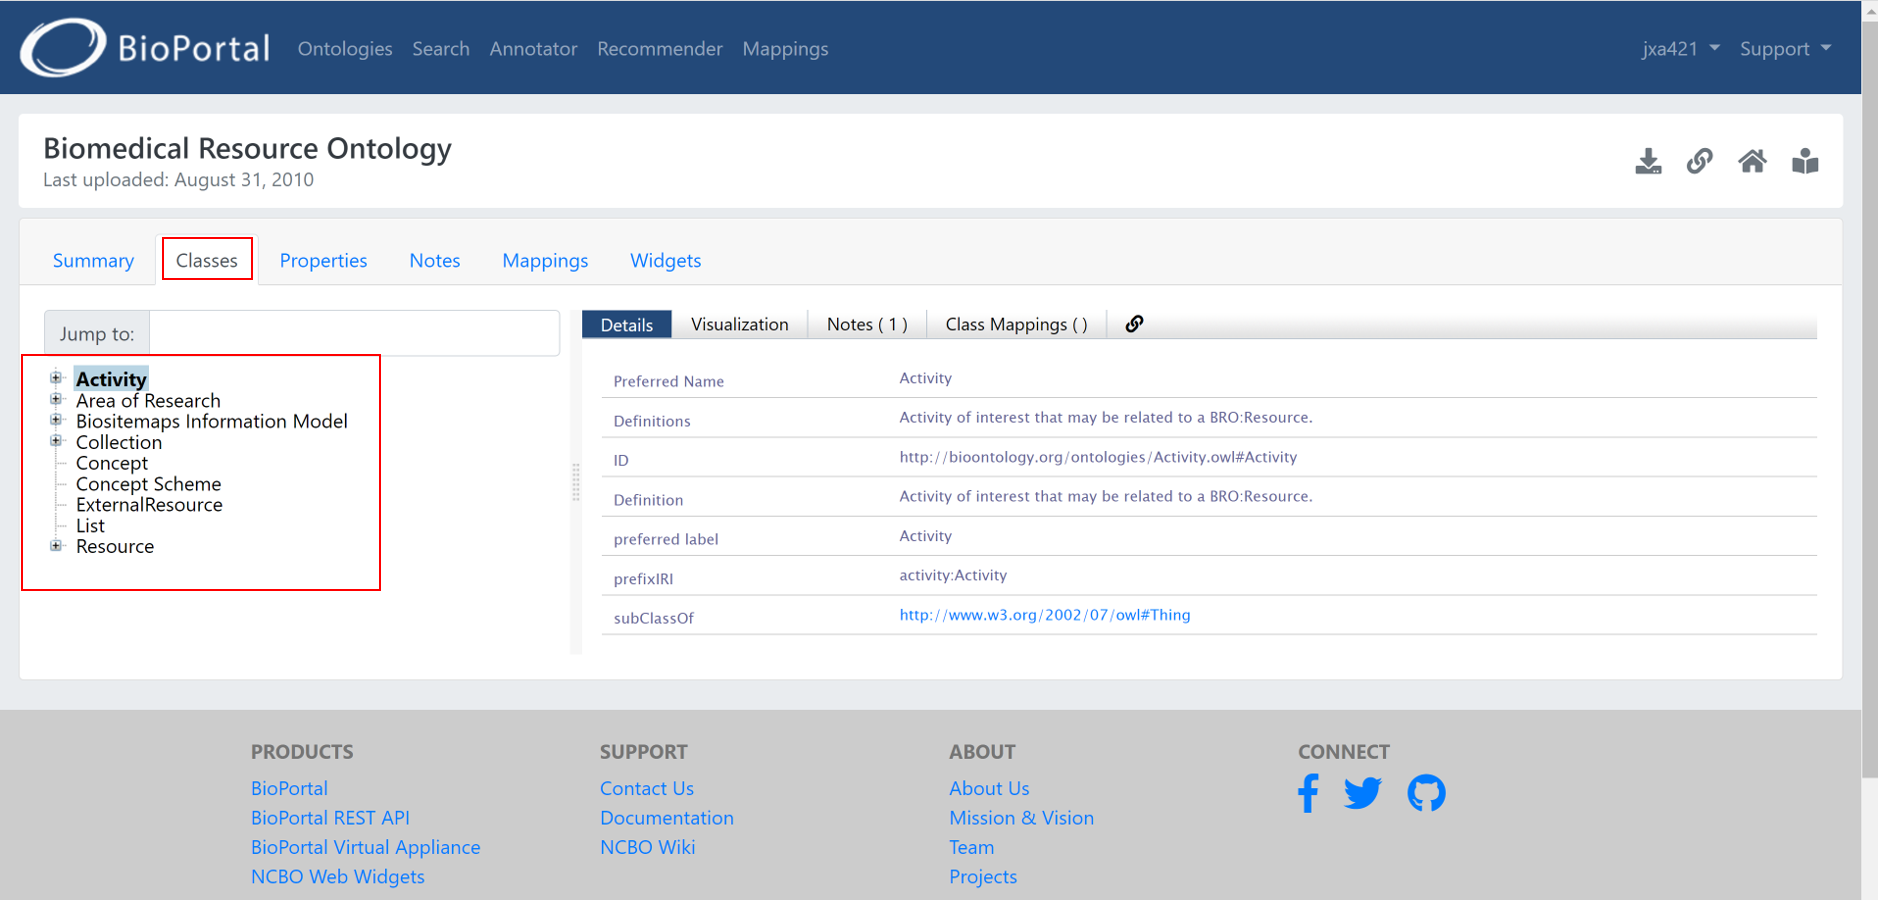 BioPortal Ontologies Search Annotator Recommender Mappings jxa421 Support
Biomedical Resource Ontology
Last uploaded: August 31, 2010
Summary Classes Properties Notes Mappings Widgets
Jump to:
Activity
Area of Research
Biositemaps Information Model
Collection
Concept
Concept Scheme
ExternalResource
List
Resource
Details Visualization Notes ( 1 ) Class Mappings ( )
Preferred Name Activity
Definitions Activity of interest that may be related to a BRO:Resource.
ID http://bioontology.org/ontologies/Activity.owl#Activity
Definition Activity of interest that may be related to a BRO:Resource.
preferred label Activity
prefixIRI activity:Activity
subClassOf http://www.w3.org/2002/07/owl#Thing
PRODUCTS
BioPortal
BioPortal REST API
BioPortal Virtual Appliance
NCBO Web Widgets
SUPPORT
Contact Us
Documentation
NCBO Wiki
ABOUT
About Us
Mission & Vision
Team
Projects
CONNECT